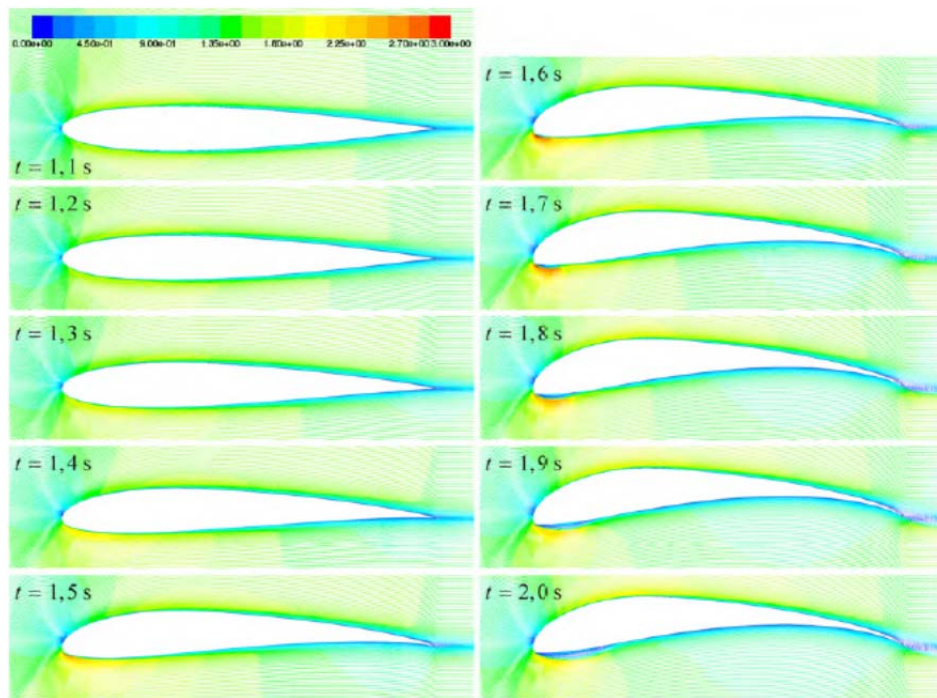 0.00e+00 4.50e-01 9.00e-01 1.35e+00 1.80e+00 2.25e+00 2.70e+00 3.00e+00
t = 1,1 s
t = 1,2 s
t = 1,3 s
t = 1,4 s
t = 1,5 s
t = 1,6 s
t = 1,7 s
t = 1,8 s
t = 1,9 s
t = 2,0 s